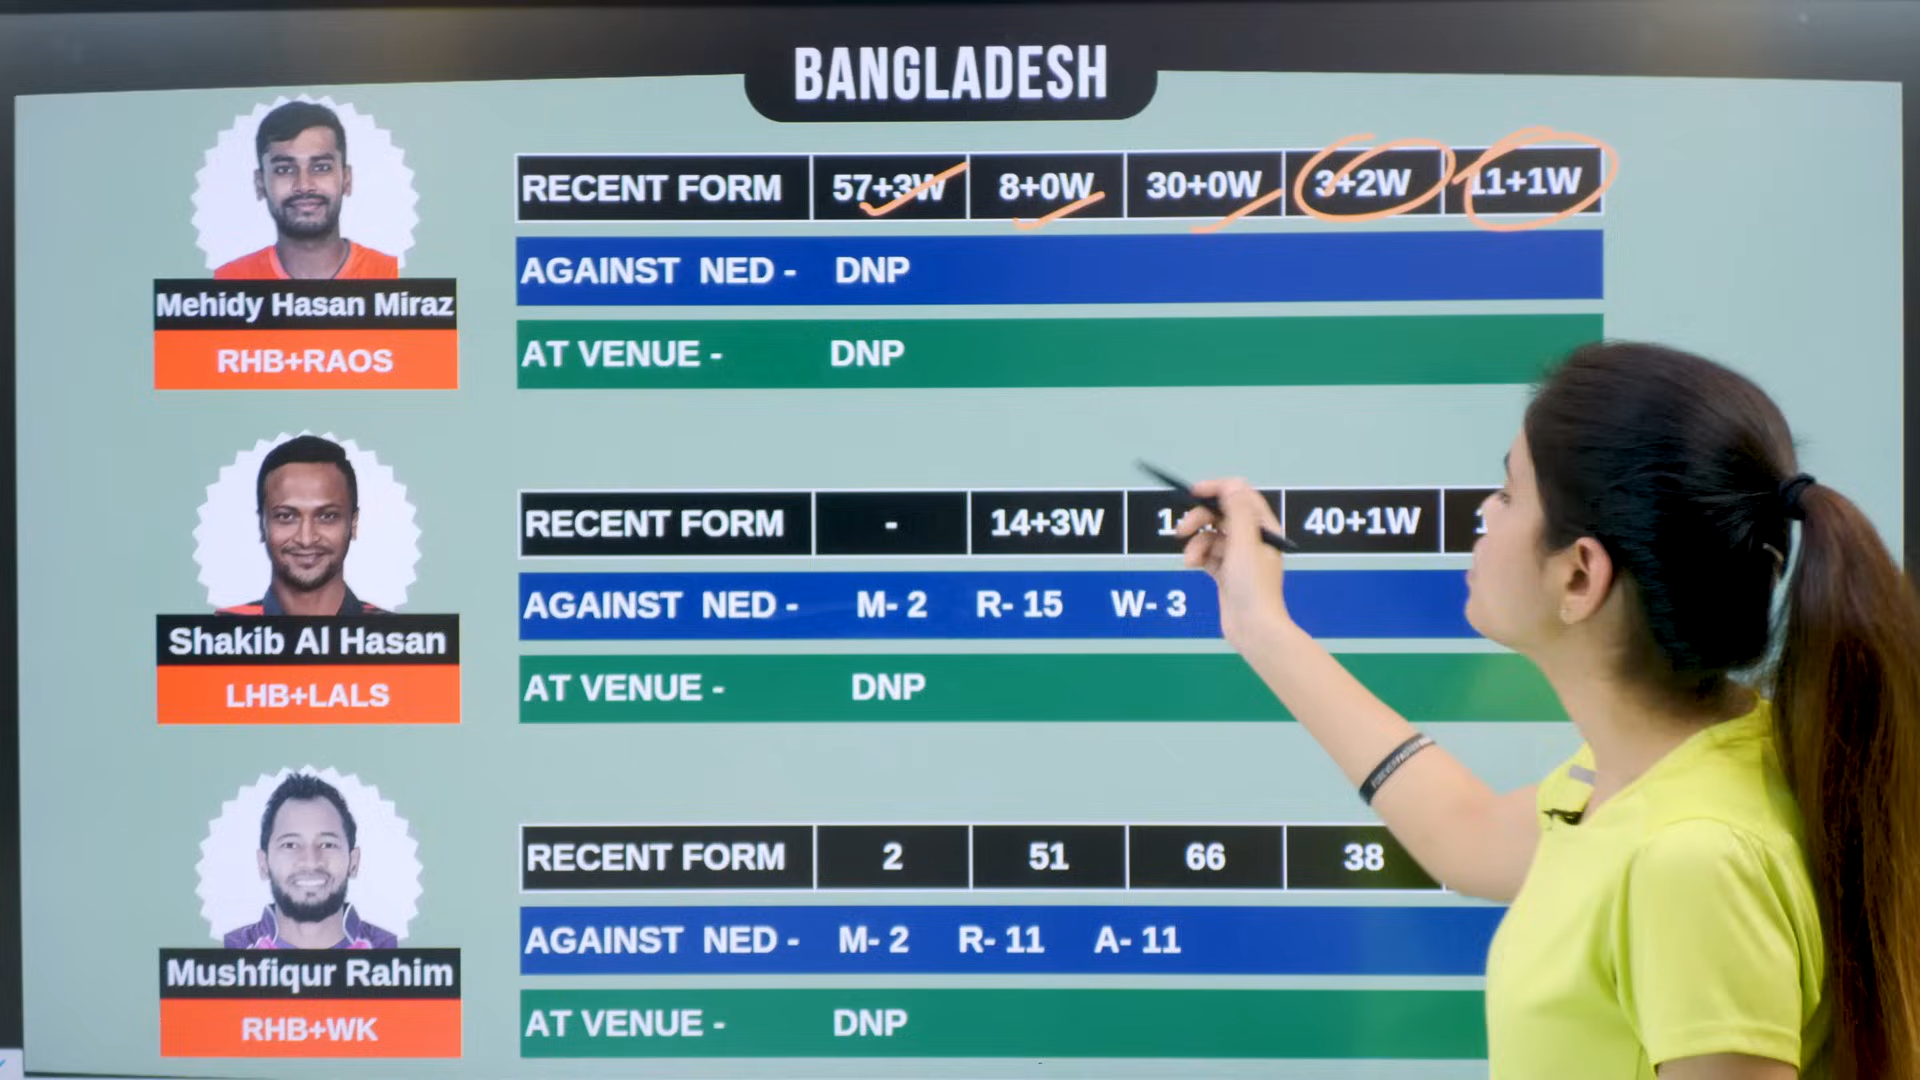 BANGLADESH
RECENT FORM 57+3W 8+0W 30+0W 3+2W 11+1W
AGAINST NED - DNP
AT VENUE - DNP
Mehidy Hasan Miraz
RHB+RAOS
RECENT FORM - 14+3W 40+1W
AGAINST NED - M- 2 R- 15 W- 3
AT VENUE - DNP
Shakib Al Hasan
LHB+LALS
RECENT FORM 2 51 66 38
AGAINST NED - M- 2 R- 11 A- 11
AT VENUE - DNP
Mushfiqur Rahim
RHB+WK